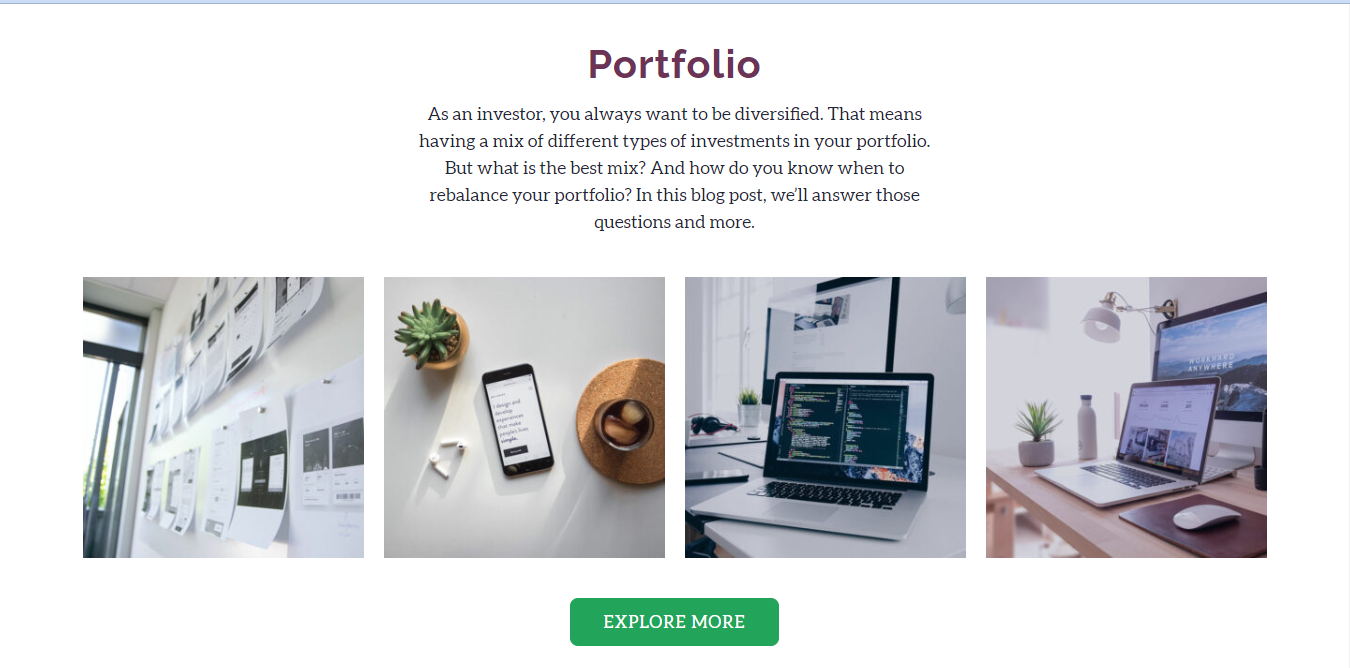 Portfolio
As an investor, you always want to be diversified. That means
having a mix of different types of investments in your portfolio.
But what is the best mix? And how do you know when to
rebalance your portfolio? In this blog post, we’ll answer those
questions and more.
I design and
develop
experiences
that make
people's lives
simple.
WORKHARD
ANYWHERE
EXPLORE MORE